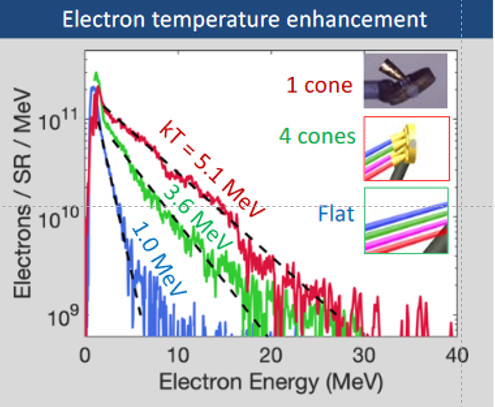 Electron temperature enhancement
Electrons / SR / MeV
10¹¹
10¹⁰
10⁹
1 cone
4 cones
Flat
kT = 5.1 MeV
3.6 MeV
1.0 MeV
0 10 20 30 40
Electron Energy (MeV)